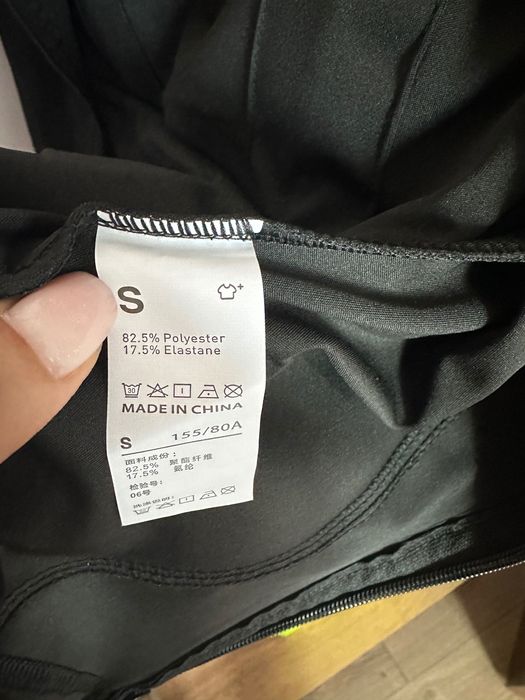 S
82.5% Polyester
17.5% Elastane
30
MADE IN CHINA
S 155/80A
面料成份:
82.5% 聚酯纤维
17.5% 氨纶
检验号:
06号